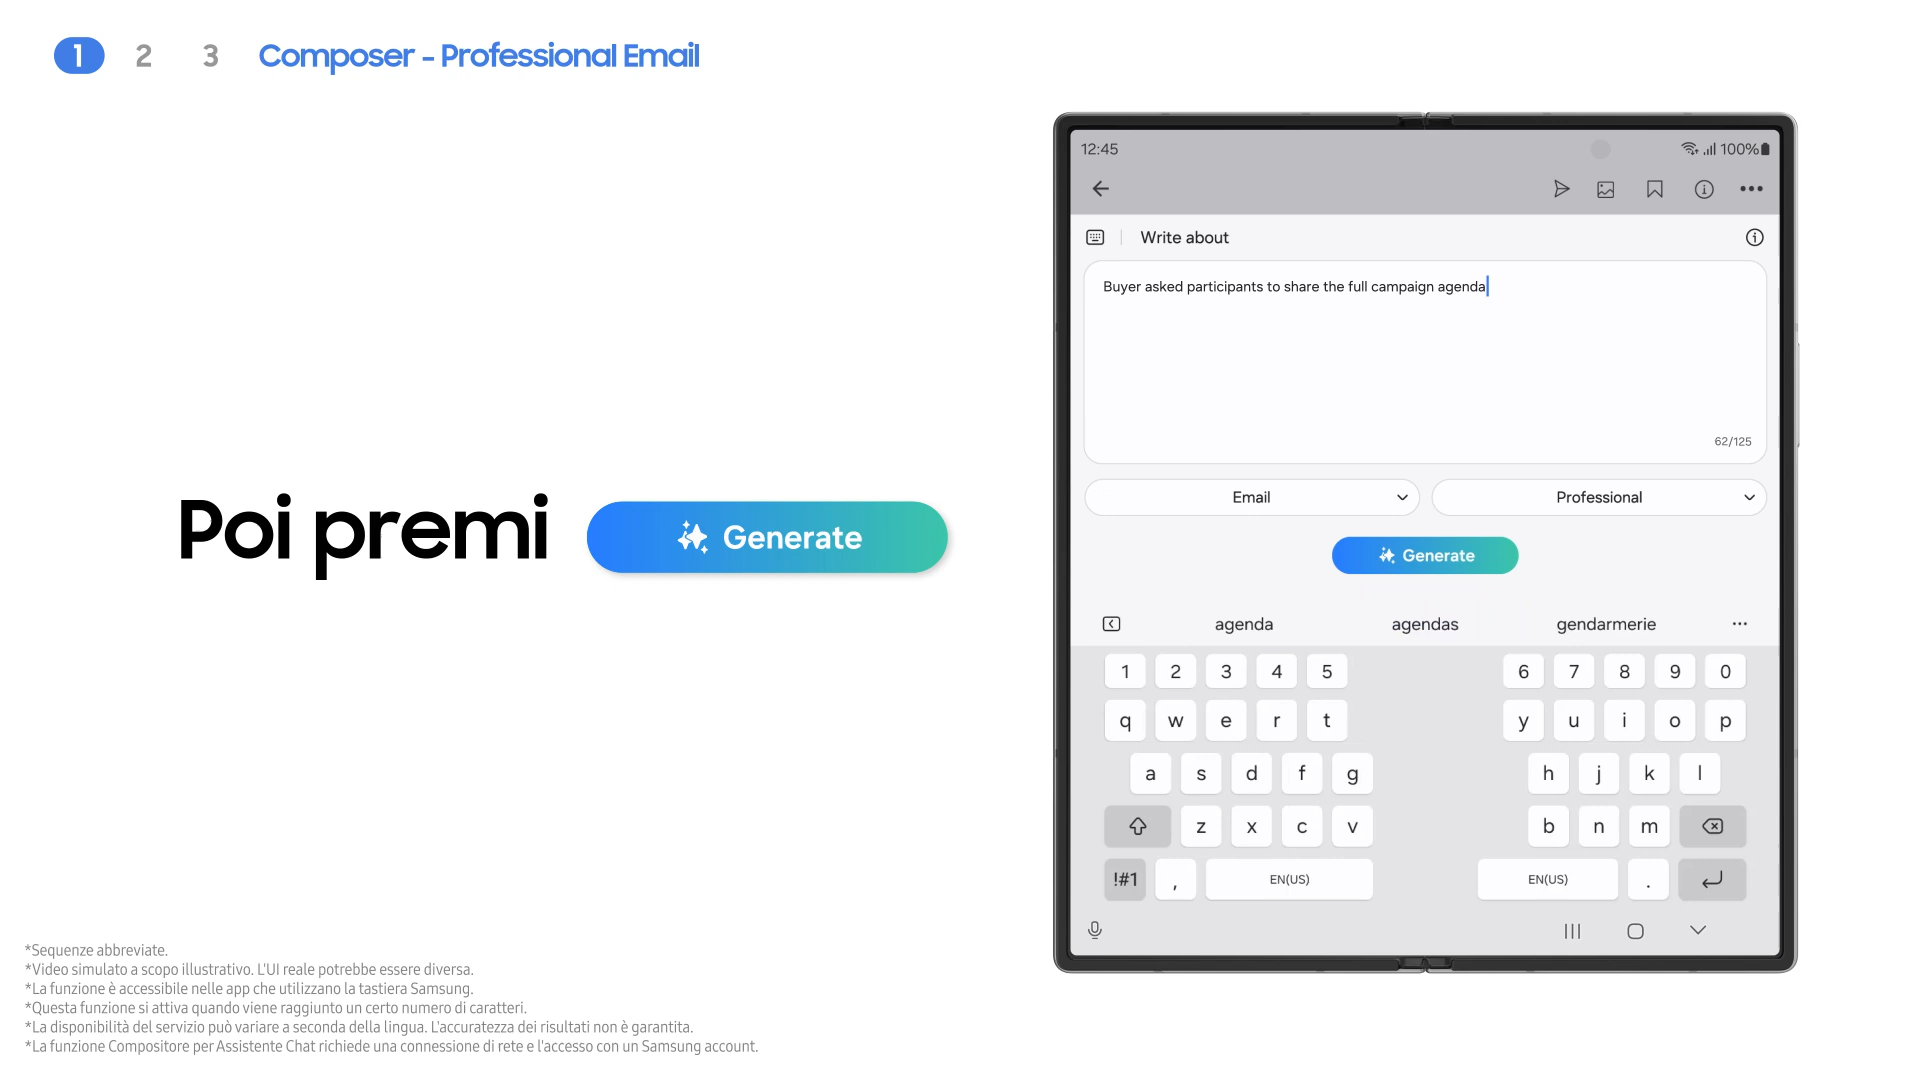 1 2 3 Composer - Professional Email
Poi premi Generate
12:45 100%
Write about
Buyer asked participants to share the full campaign agenda
62/125
Email Professional
Generate
agenda agendas gendarmerie
1 2 3 4 5 6 7 8 9 0
q w e r t y u i o p
a s d f g h j k l
z x c v b n m
!#1 , EN(US) EN(US) .
*Sequenze abbreviate.
*Video simulato a scopo illustrativo. L'UI reale potrebbe essere diversa.
*La funzione è accessibile nelle app che utilizzano la tastiera Samsung.
*Questa funzione si attiva quando viene raggiunto un certo numero di caratteri.
*La disponibilità del servizio può variare a seconda della lingua. L'accuratezza dei risultati non è garantita.
*La funzione Compositore per Assistente Chat richiede una connessione di rete e l'accesso con un Samsung account.